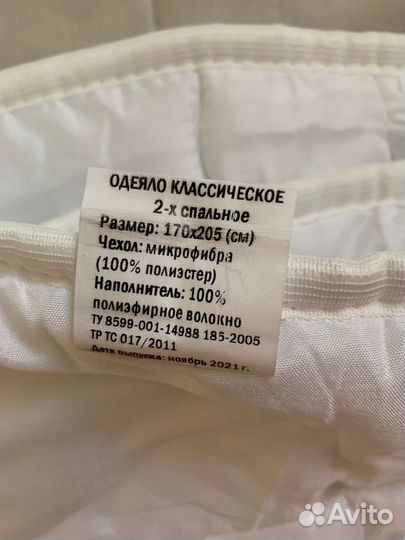 ОДЕЯЛО КЛАССИЧЕСКОЕ
2-х спальное
Размер: 170х205 (см)
Чехол: микрофибра
(100% полиэстер)
Наполнитель: 100%
полиэфирное волокно
ТУ 8599-001-14988 185-2005
ТР ТС 017/2011
Дата выпуска: ноябрь 2021 г.
Avito